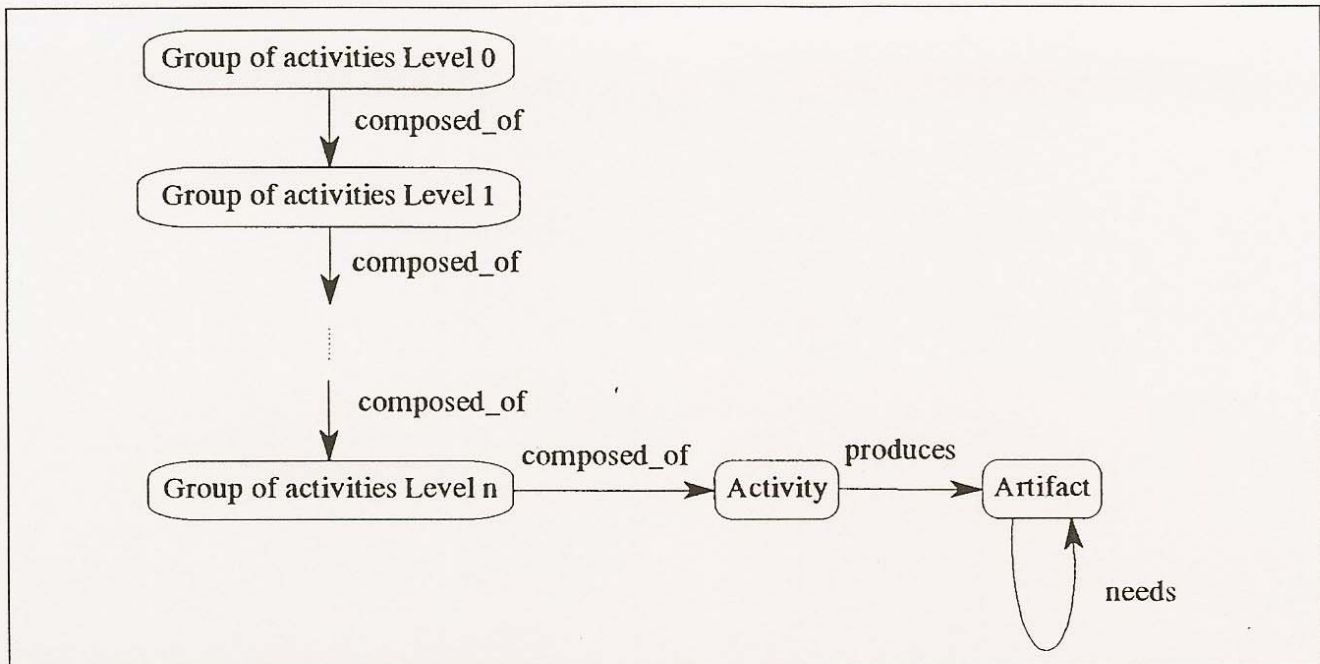 Group of activities Level 0
composed_of
Group of activities Level 1
composed_of
composed_of
Group of activities Level n
composed_of
Activity
produces
Artifact
needs